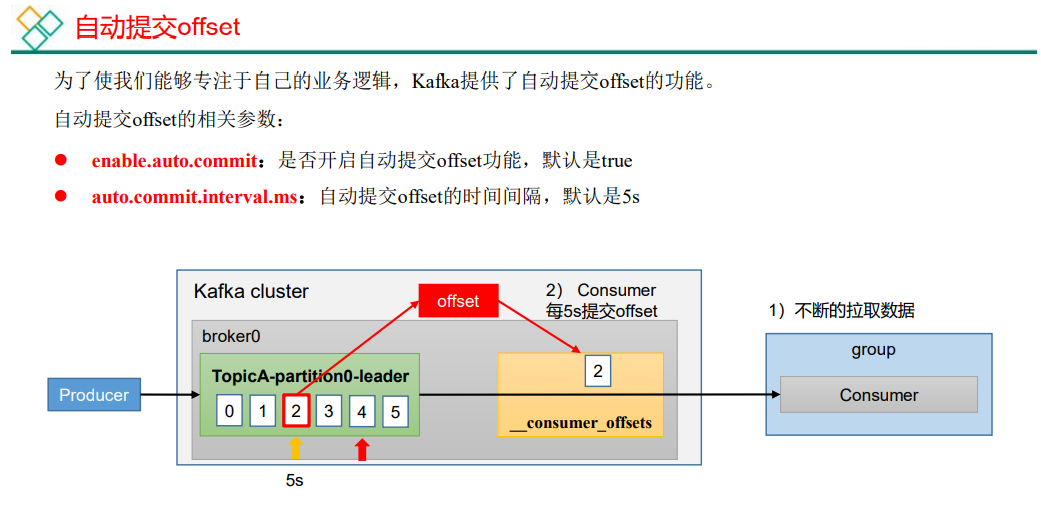 自动提交offset
为了使我们能够专注于自己的业务逻辑，Kafka提供了自动提交offset的功能。
自动提交offset的相关参数：
enable.auto.commit：是否开启自动提交offset功能，默认是true
auto.commit.interval.ms：自动提交offset的时间间隔，默认是5s
Kafka cluster
offset
2） Consumer
每5s提交offset
1）不断的拉取数据
broker0
group
TopicA-partition0-leader
2
Producer
Consumer
0 1 2 3 4 5
__consumer_offsets
5s